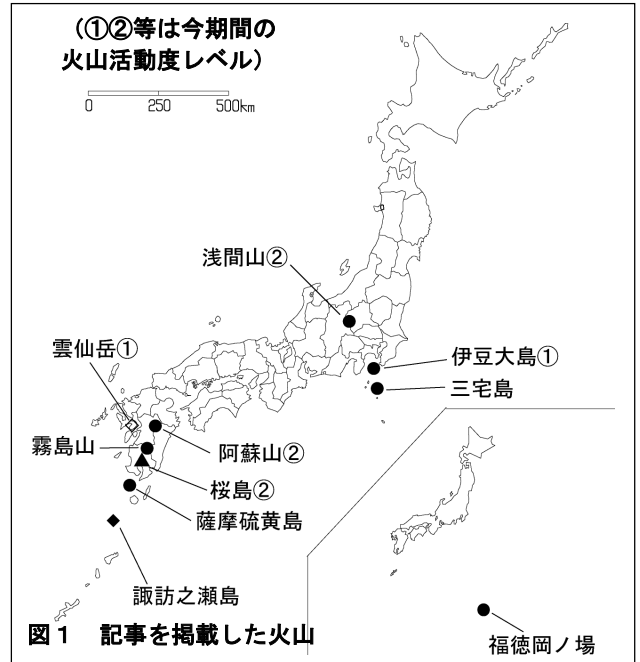 （①②等は今期間の
火山活動度レベル）
0 250 500km
浅間山②
雲仙岳①
伊豆大島①
三宅島
霧島山
阿蘇山②
桜島②
薩摩硫黄島
諏訪之瀬島
図１ 記事を掲載した火山
福徳岡ノ場